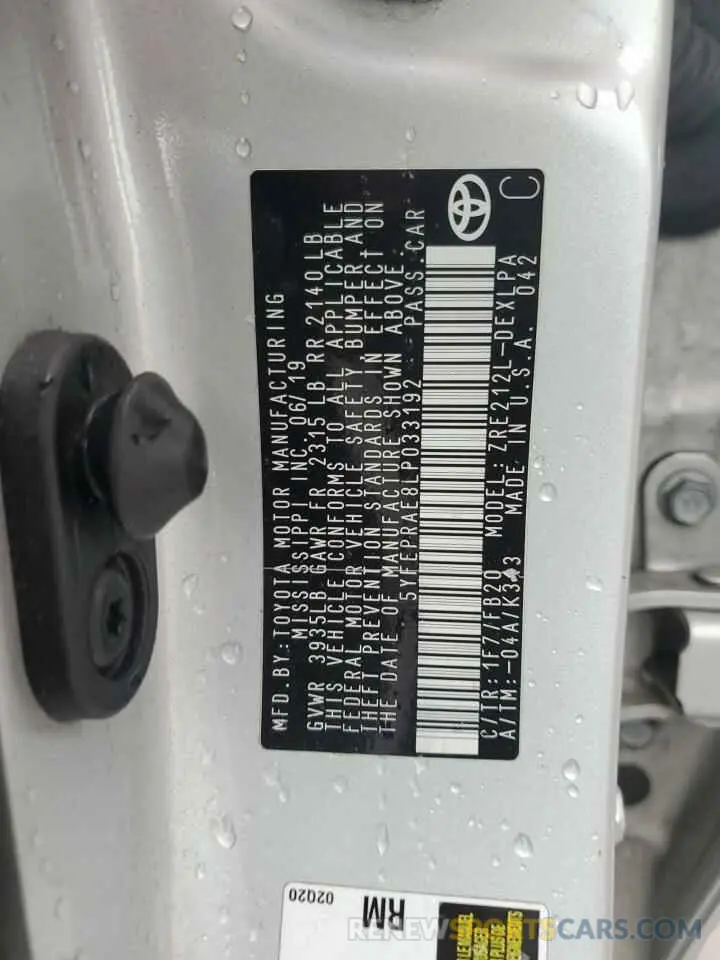 MFD.BY:TOYOTA MOTOR MANUFACTURING
MISSISSIPPI INC. 06/19
GVWR 3935LB GAWR FR 2315 LB RR 2140LB
THIS VEHICLE CONFORMS TO ALL APPLICABLE
FEDERAL MOTOR VEHICLE SAFETY, BUMPER AND
THEFT PREVENTION STANDARDS IN EFFECT ON
THE DATE OF MANUFACTURE SHOWN ABOVE.
5YFEPRAE8LP033192 PASS.CAR
C/TR:1F7/FB20 MODEL:ZRE212L-DEXLPA
A/TM:-04A/K313 MADE IN U.S.A. 042
C
02Q20
RM
RENEWSPORTSCARS.COM